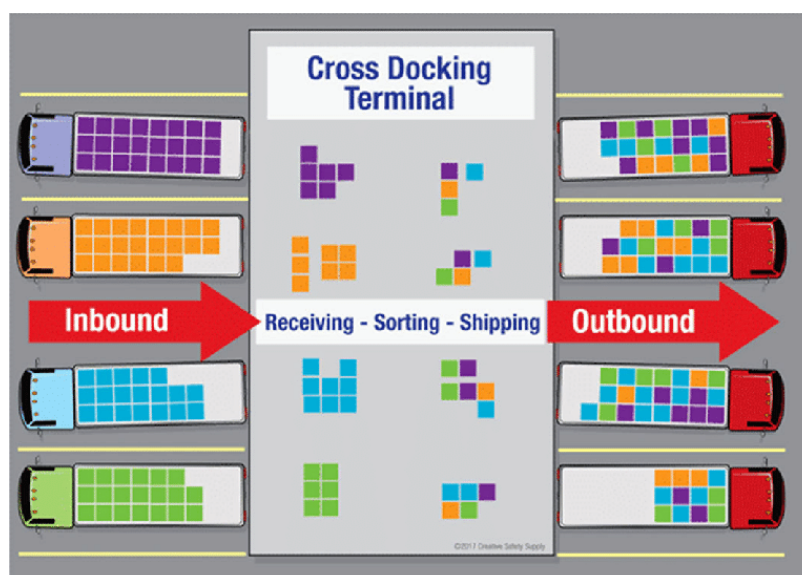 Cross Docking
Terminal
Inbound
Receiving - Sorting - Shipping
Outbound
©2017 Creative Safety Supply